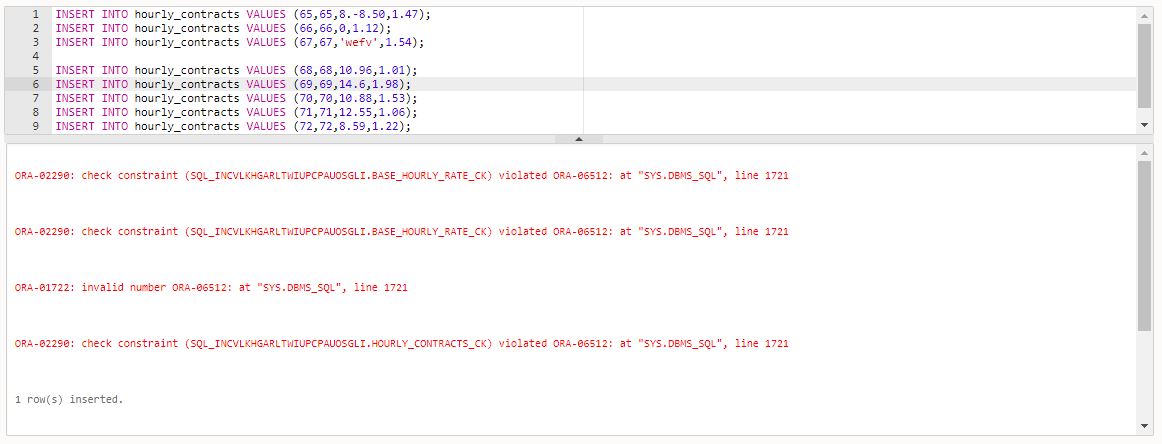 1 INSERT INTO hourly_contracts VALUES (65,65,8.-8.50,1.47);
2 INSERT INTO hourly_contracts VALUES (66,66,0,1.12);
3 INSERT INTO hourly_contracts VALUES (67,67,'wefv',1.54);
4
5 INSERT INTO hourly_contracts VALUES (68,68,10.96,1.01);
6 INSERT INTO hourly_contracts VALUES (69,69,14.6,1.98);
7 INSERT INTO hourly_contracts VALUES (70,70,10.88,1.53);
8 INSERT INTO hourly_contracts VALUES (71,71,12.55,1.06);
9 INSERT INTO hourly_contracts VALUES (72,72,8.59,1.22);
ORA-02290: check constraint (SQL_INCVLKHGARLTWIUPCPAUOSGLI.BASE_HOURLY_RATE_CK) violated ORA-06512: at "SYS.DBMS_SQL", line 1721
ORA-02290: check constraint (SQL_INCVLKHGARLTWIUPCPAUOSGLI.BASE_HOURLY_RATE_CK) violated ORA-06512: at "SYS.DBMS_SQL", line 1721
ORA-01722: invalid number ORA-06512: at "SYS.DBMS_SQL", line 1721
ORA-02290: check constraint (SQL_INCVLKHGARLTWIUPCPAUOSGLI.HOURLY_CONTRACTS_CK) violated ORA-06512: at "SYS.DBMS_SQL", line 1721
1 row(s) inserted.